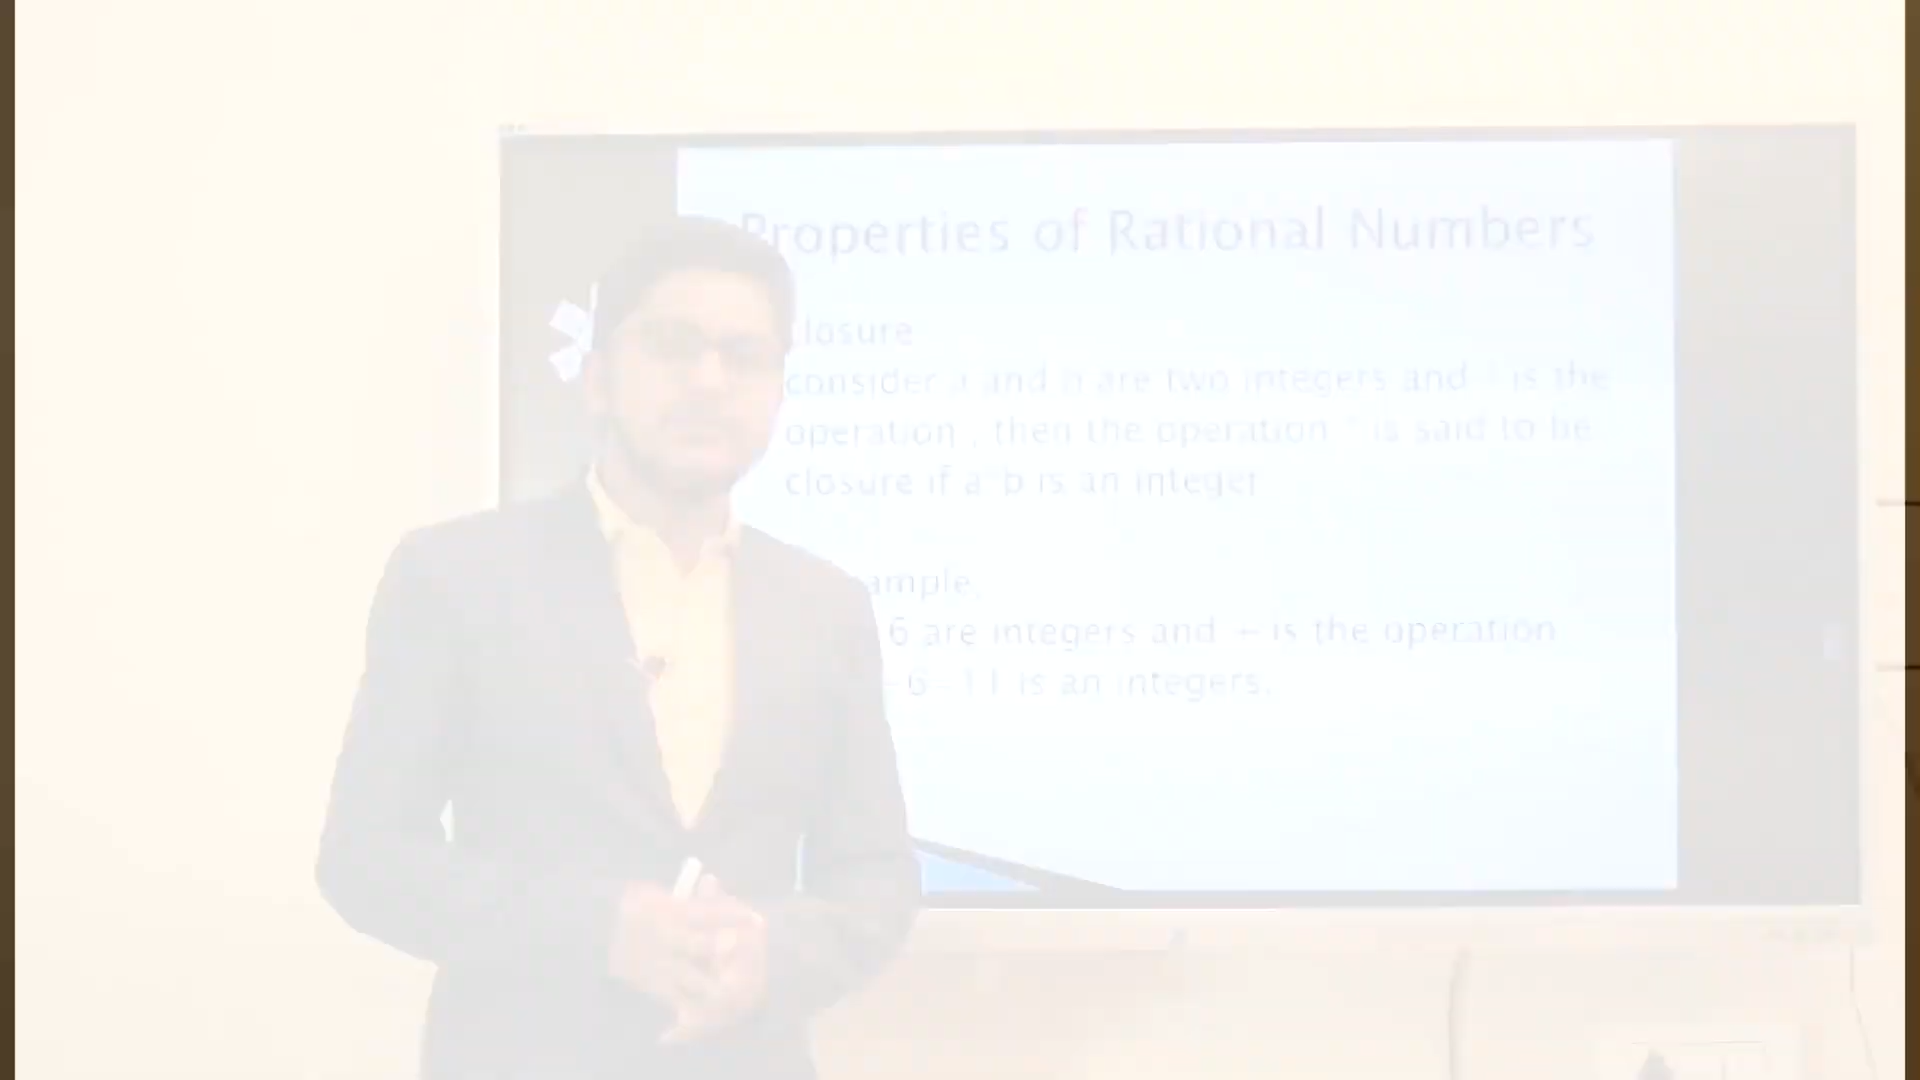 Properties of Rational Numbers
closure
consider a and b are two integers and * is the
operation , then the operation * is said to be
closure if a*b is an integer
ample,
6 are integers and – is the operation
-6 11 is an integers.